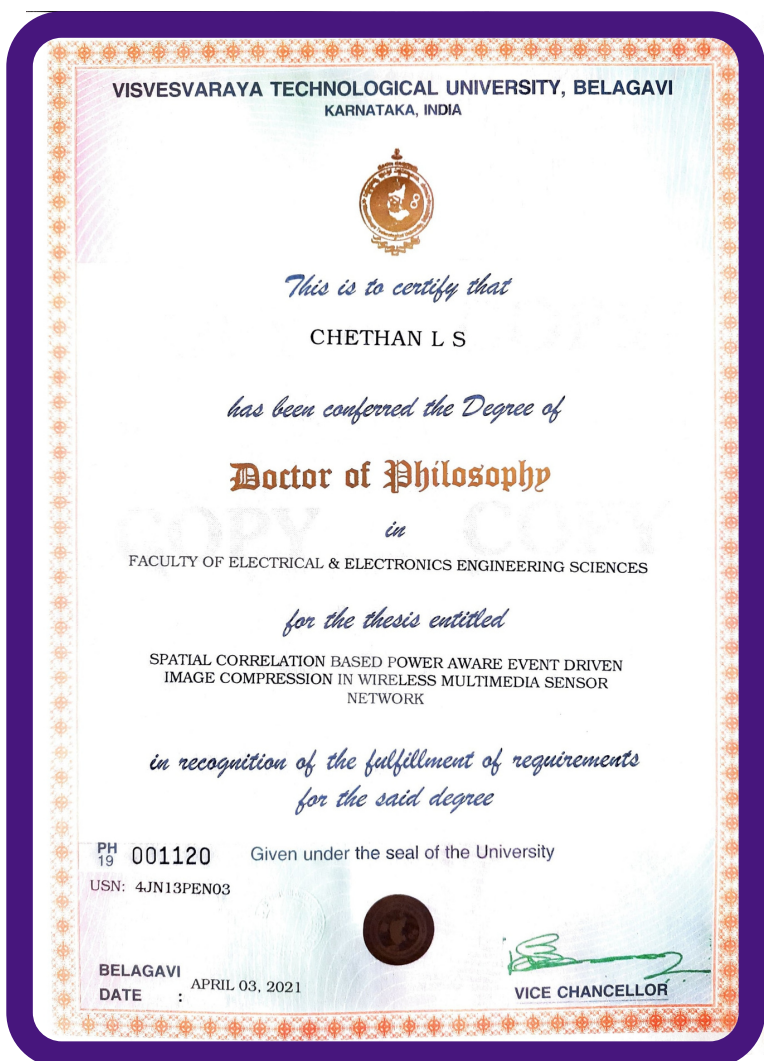 VISVESVARAYA TECHNOLOGICAL UNIVERSITY, BELAGAVI
KARNATAKA, INDIA
This is to certify that
CHETHAN L S
has been conferred the Degree of
Doctor of Philosophy
COPY COPY
in
FACULTY OF ELECTRICAL & ELECTRONICS ENGINEERING SCIENCES
for the thesis entitled
SPATIAL CORRELATION BASED POWER AWARE EVENT DRIVEN
IMAGE COMPRESSION IN WIRELESS MULTIMEDIA SENSOR
NETWORK
in recognition of the fulfillment of requirements
for the said degree
PH 19 001120 Given under the seal of the University
USN: 4JN13PEN03
BELAGAVI
DATE : APRIL 03, 2021
VICE CHANCELLOR